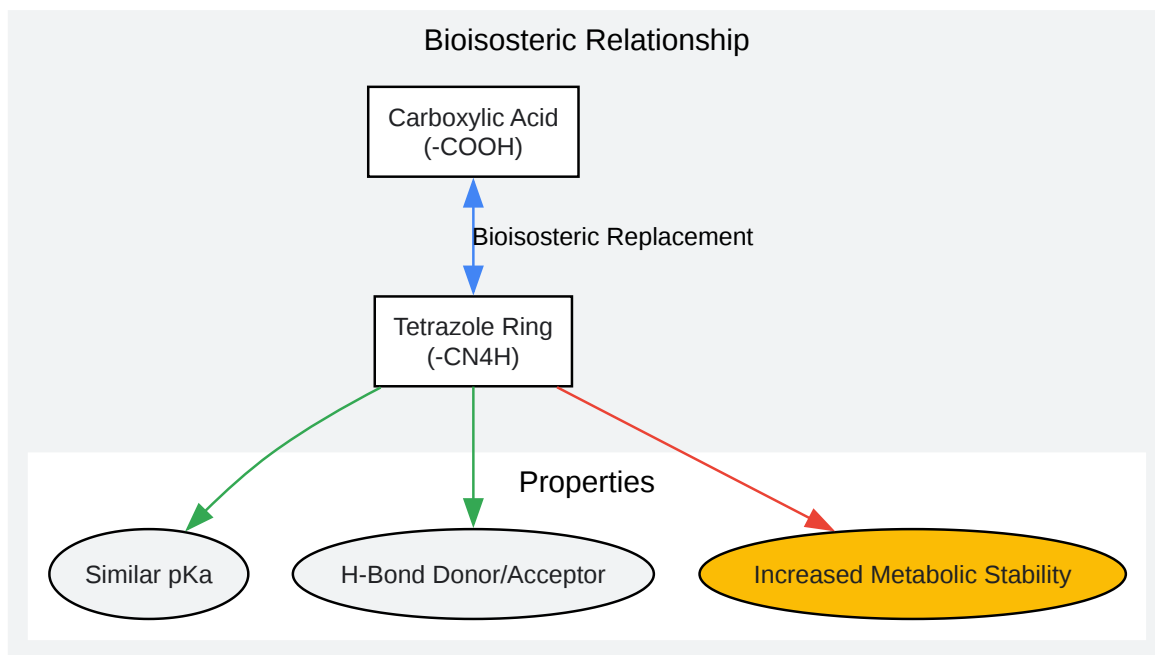 Bioisosteric Relationship
Carboxylic Acid
(-COOH)
Bioisosteric Replacement
Tetrazole Ring
(-CN4H)
Properties
Similar pKa
H-Bond Donor/Acceptor
Increased Metabolic Stability